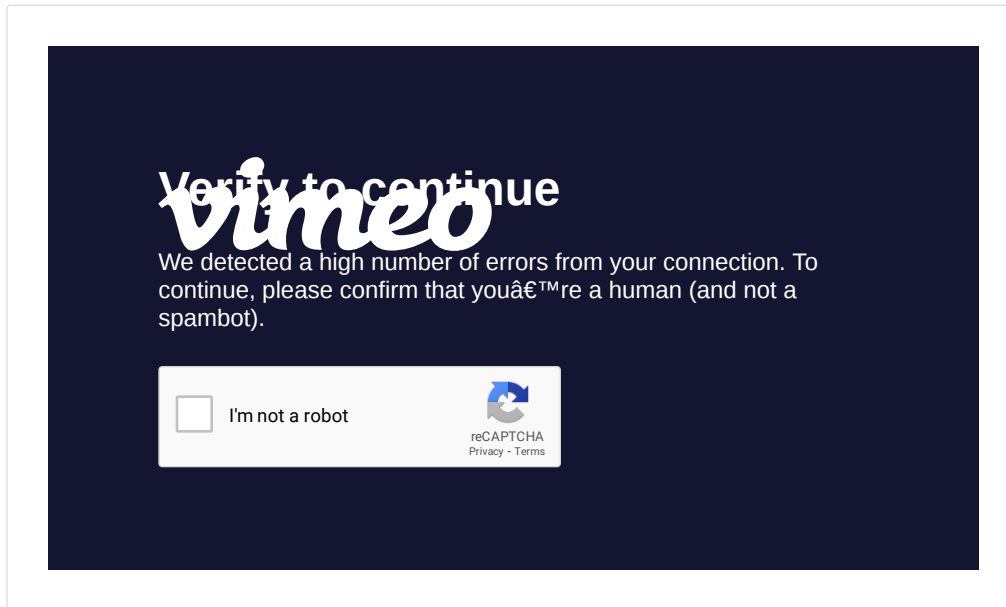 Verify to continue
vimeo
We detected a high number of errors from your connection. To
continue, please confirm that youâ€™re a human (and not a
spambot).
I'm not a robot
reCAPTCHA
Privacy - Terms